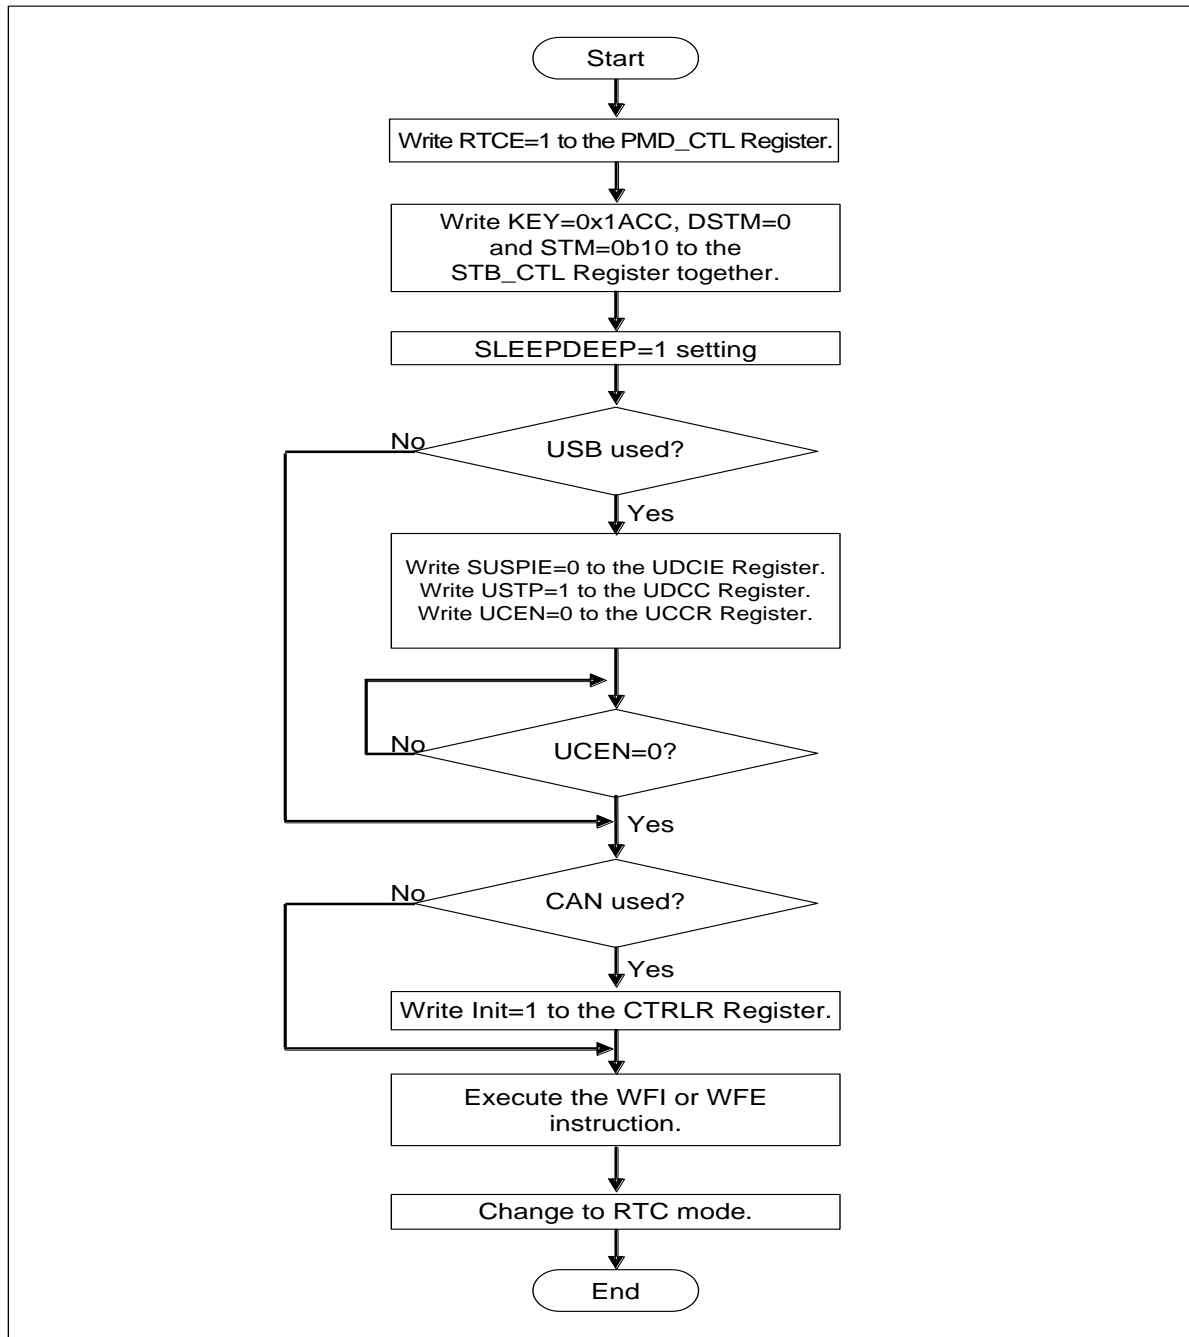 Start
Write RTCE=1 to the PMD_CTL Register.
Write KEY=0x1ACC, DSTM=0
and STM=0b10 to the
STB_CTL Register together.
SLEEPDEEP=1 setting
No
USB used?
Yes
Write SUSPIE=0 to the UDCIE Register.
Write USTP=1 to the UDCC Register.
Write UCEN=0 to the UCCR Register.
No
UCEN=0?
Yes
No
CAN used?
Yes
Write Init=1 to the CTRLR Register.
Execute the WFI or WFE
instruction.
Change to RTC mode.
End